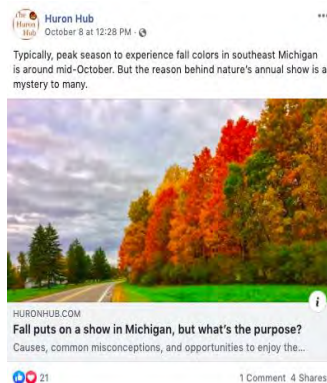 The
Huron
Hub
Huron Hub
October 8 at 12:28 PM ·
Typically, peak season to experience fall colors in southeast Michigan
is around mid-October. But the reason behind nature's annual show is a
mystery to many.
i
HURONHUB.COM
Fall puts on a show in Michigan, but what's the purpose?
Causes, common misconceptions, and opportunities to enjoy the...
21
1 Comment 4 Shares